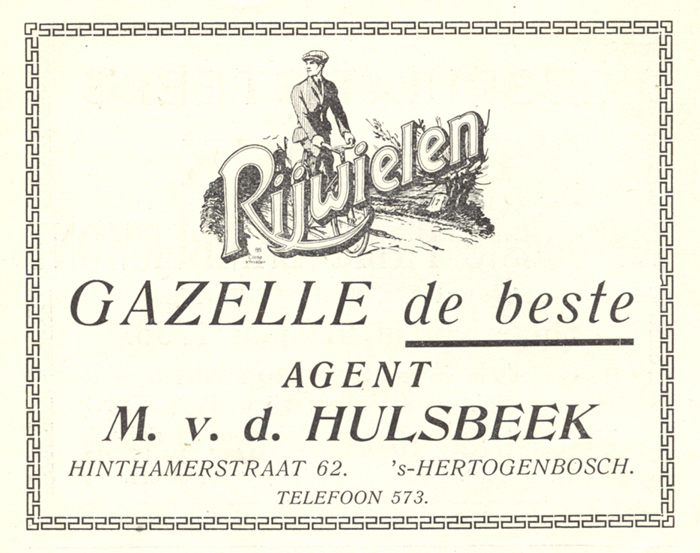 Rijwielen
GAZELLE de beste
AGENT
M. v. d. HULSBEEK
HINTHAMERSTRAAT 62. 's-HERTOGENBOSCH.
TELEFOON 573.